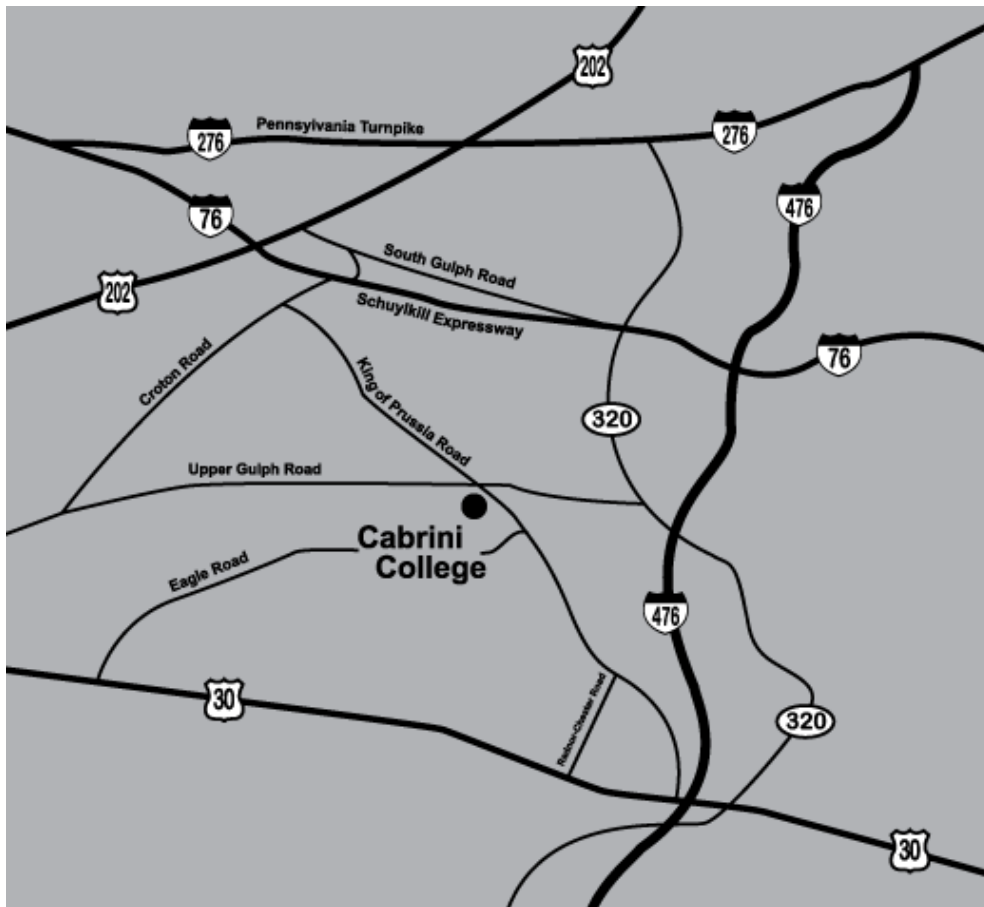 202
Pennsylvania Turnpike
276
276
76
476
South Gulph Road
202
Schuylkill Expressway
76
Croton Road
King of Prussia Road
320
Upper Gulph Road
Cabrini
College
Eagle Road
476
30
Radnor-Chester Road
320
30